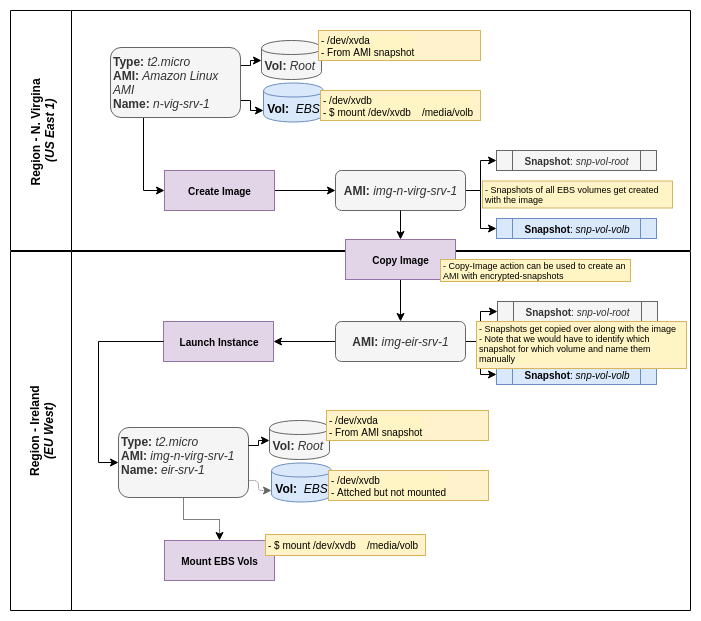 Region - N. Virgina
(US East 1)
Type: t2.micro
AMI: Amazon Linux
AMI
Name: n-vig-srv-1
Vol: Root
- /dev/xvda
- From AMI snapshot
Vol: EBS
- /dev/xvdb
- $ mount /dev/xvdb /media/volb
Create Image
AMI: img-n-virg-srv-1
Snapshot: snp-vol-root
- Snapshots of all EBS volumes get created
with the image
Snapshot: snp-vol-volb
Copy Image
- Copy-Image action can be used to create an
AMI with encrypted-snapshots
Region - Ireland
(EU West)
Launch Instance
AMI: img-eir-srv-1
Snapshot: snp-vol-root
- Snapshots get copied over along with the image
- Note that we would have to identify which
snapshot for which volume and name them
manually
Snapshot: snp-vol-volb
Type: t2.micro
AMI: img-n-virg-srv-1
Name: eir-srv-1
Vol: Root
- /dev/xvda
- From AMI snapshot
Vol: EBS
- /dev/xvdb
- Attched but not mounted
Mount EBS Vols
- $ mount /dev/xvdb /media/volb